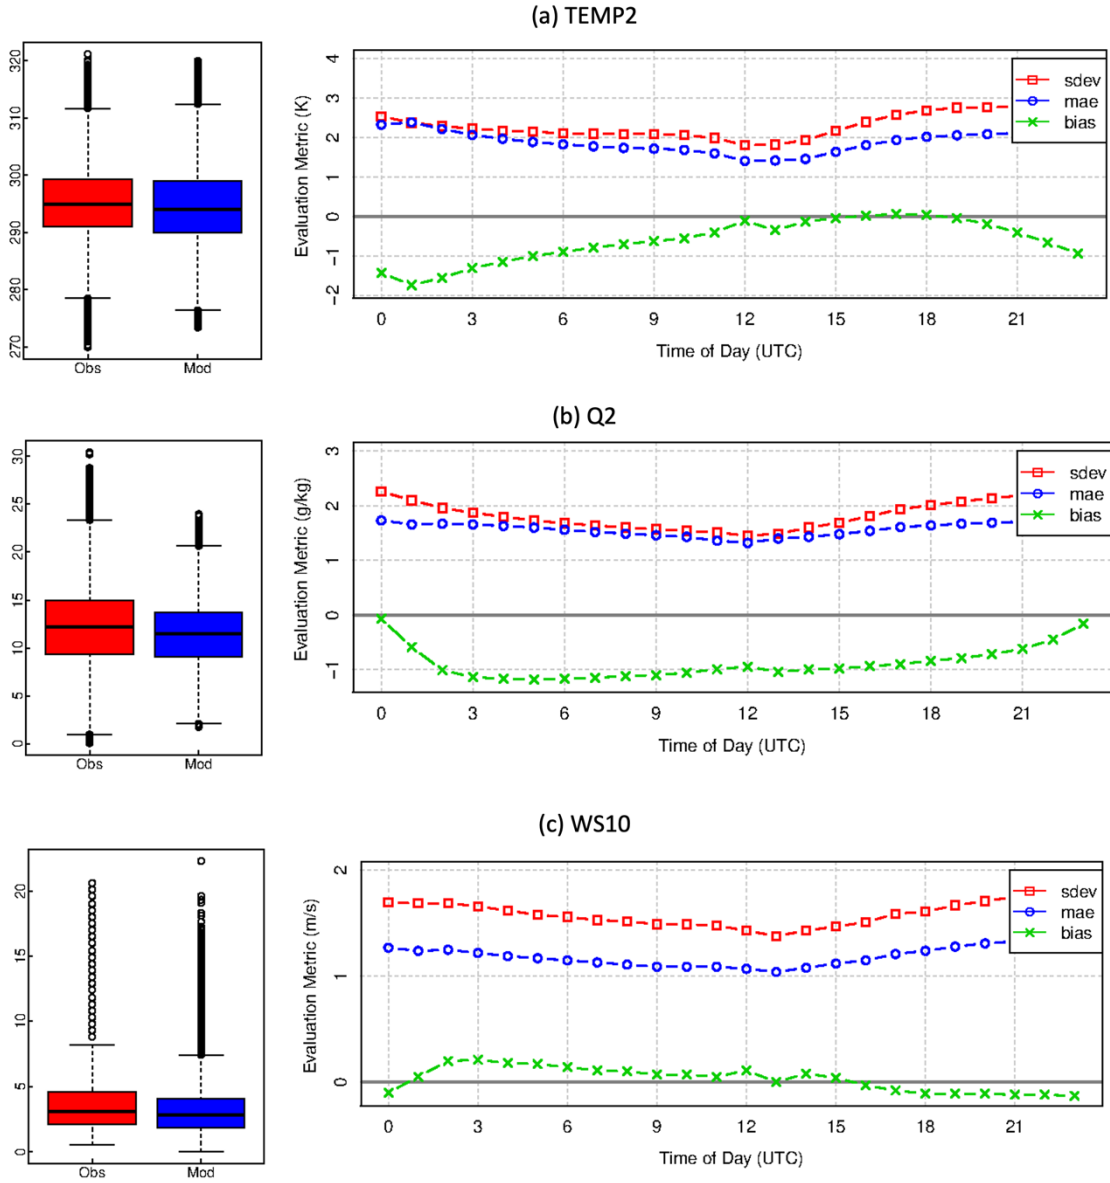 (a) TEMP2
320
310
300
290
280
270
Obs
Mod
Evaluation Metric (K)
4
3
2
1
0
−1
−2
0
3
6
9
12
15
18
21
Time of Day (UTC)
sdev
mae
bias
(b) Q2
30
25
20
15
10
5
0
Obs
Mod
Evaluation Metric (g/kg)
3
2
1
0
−1
0
3
6
9
12
15
18
21
Time of Day (UTC)
sdev
mae
bias
(c) WS10
20
15
10
5
0
Obs
Mod
Evaluation Metric (m/s)
2
1
0
0
3
6
9
12
15
18
21
Time of Day (UTC)
sdev
mae
bias